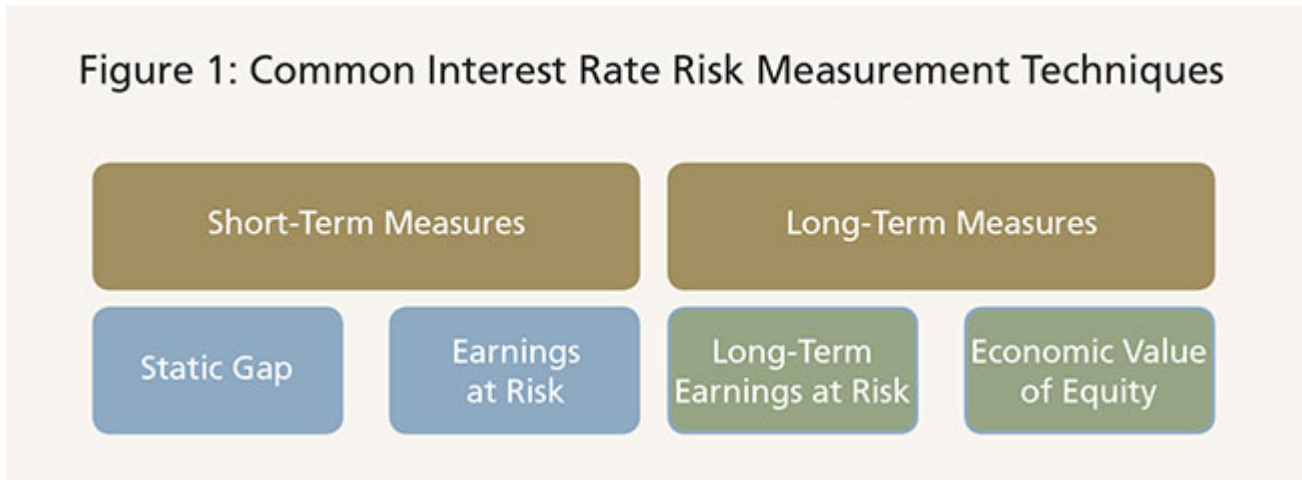 Figure 1: Common Interest Rate Risk Measurement Techniques
Short-Term Measures
Long-Term Measures
Static Gap
Earnings
at Risk
Long-Term
Earnings at Risk
Economic Value
of Equity